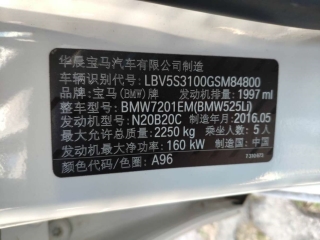 华晨宝马汽车有限公司制造
车辆识别代号: LBV5S3100GSM84800
品牌: 宝马(BMW)牌 发动机排量: 1997 ml
整车型号: BMW7201EM(BMW525Li)
发动机型号: N20B20C 制造年月: 2016.05
最大允许总质量: 2250 kg 乘坐人数: 5 人
发动机最大净功率: 160 kW 制造国: 中国
颜色代码/色圈: A96